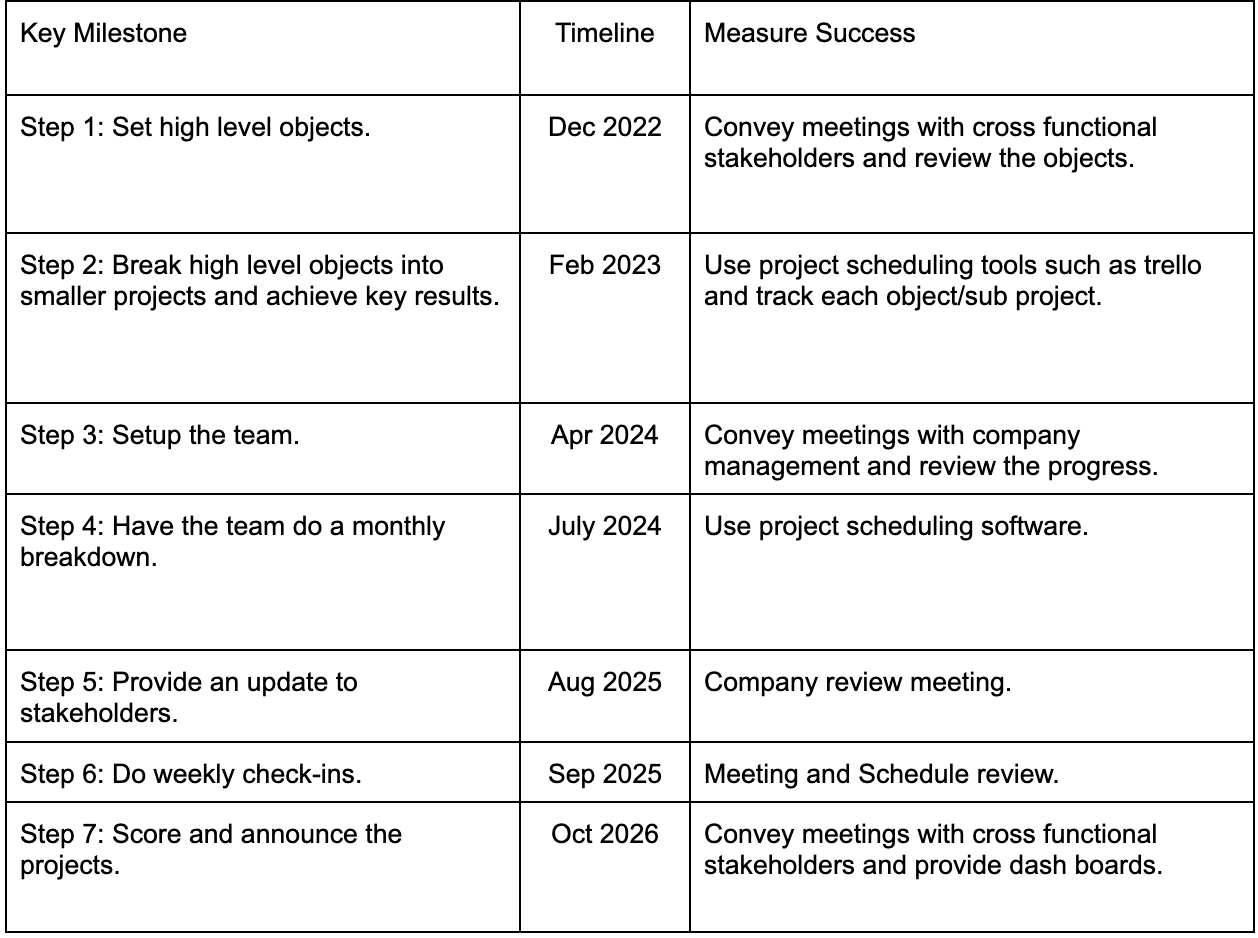 Key Milestone
Timeline
Measure Success
Step 1: Set high level objects.
Dec 2022
Convey meetings with cross functional
stakeholders and review the objects.
Step 2: Break high level objects into
smaller projects and achieve key results.
Feb 2023
Use project scheduling tools such as trello
and track each object/sub project.
Step 3: Setup the team.
Apr 2024
Convey meetings with company
management and review the progress.
Step 4: Have the team do a monthly
breakdown.
July 2024
Use project scheduling software.
Step 5: Provide an update to
stakeholders.
Aug 2025
Company review meeting.
Step 6: Do weekly check-ins.
Sep 2025
Meeting and Schedule review.
Step 7: Score and announce the
projects.
Oct 2026
Convey meetings with cross functional
stakeholders and provide dash boards.